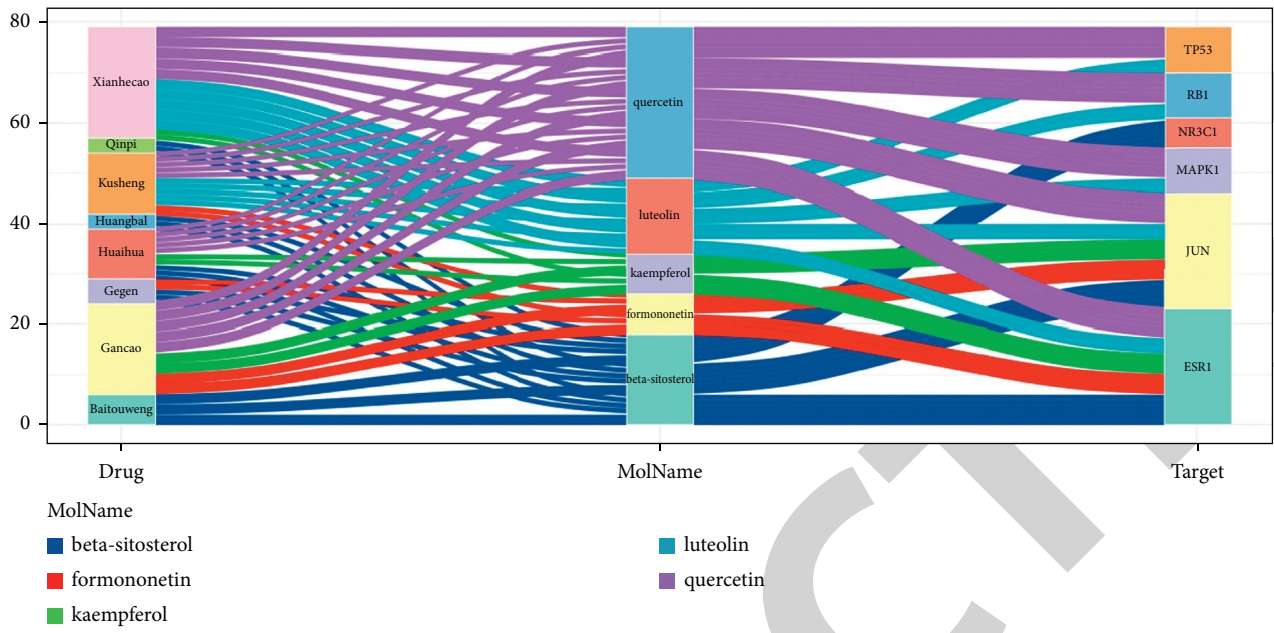 80
60
40
20
0
Xianhecao
Qinpi
Kusheng
Huangbal
Huaihua
Gegen
Gancao
Baitouweng
quercetin
luteolin
kaempferol
formononetin
beta-sitosterol
TP53
RB1
NR3C1
MAPK1
JUN
ESR1
Drug
MolName
Target
MolName
beta-sitosterol
formononetin
kaempferol
luteolin
quercetin